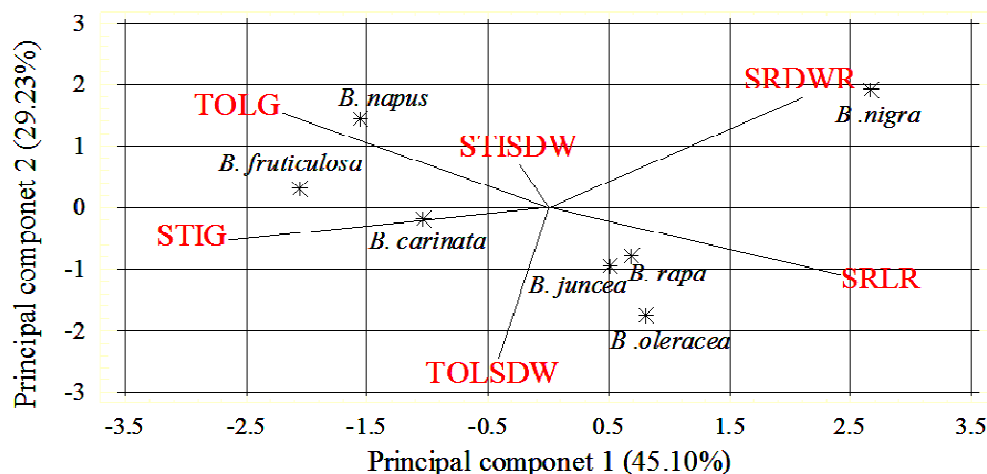 3
2
1
0
-1
-2
-3
Principal componet 2 (29.23%)
SRDWR
B .nigra
TOLG
B. napus
STISDW
B. fruticulosa
STIG
B. carinata
B. juncea
B. rapa
SRLR
B .oleracea
TOLSDW
-3.5 -2.5 -1.5 -0.5 0.5 1.5 2.5 3.5
Principal componet 1 (45.10%)